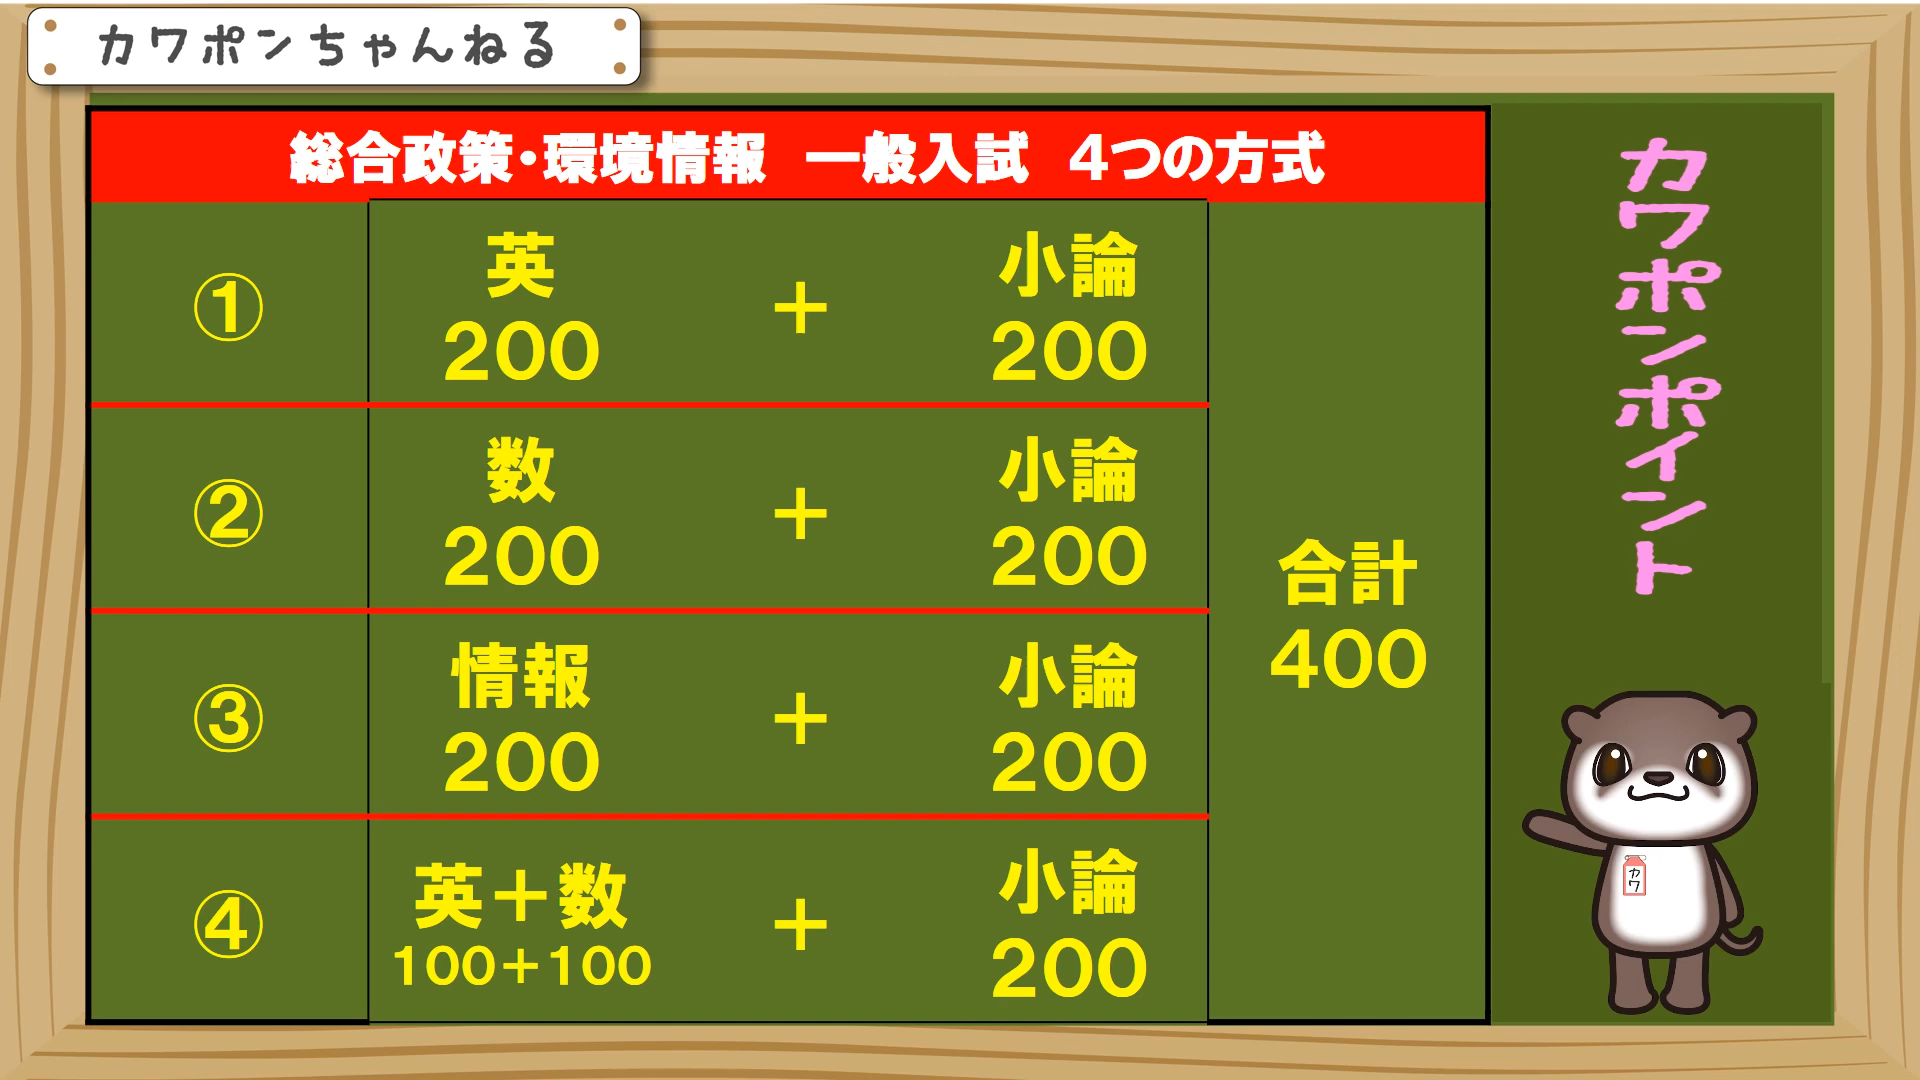 カワポンちゃんねる
総合政策・環境情報 一般入試 4つの方式
① 英 200 + 小論 200
② 数 200 + 小論 200
③ 情報 200 + 小論 200
④ 英+数 100+100 + 小論 200
合計
400
カワポンポイント
カワ